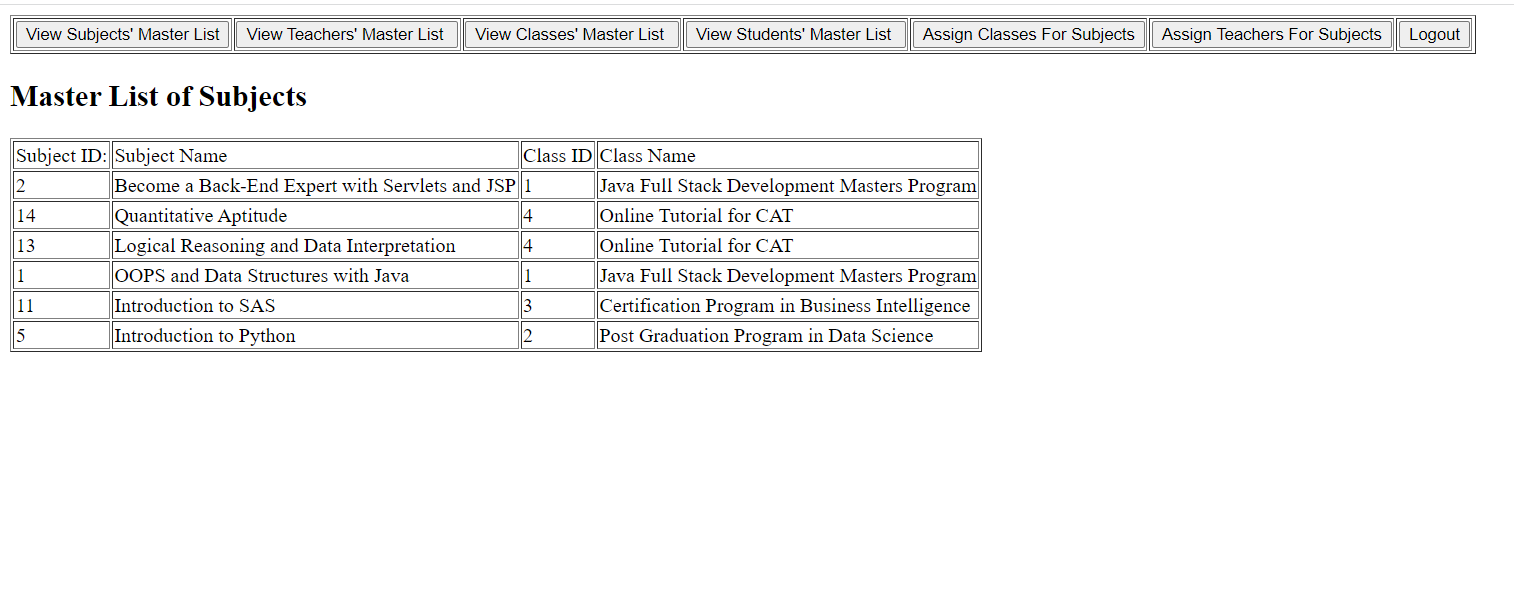 View Subjects' Master List View Teachers' Master List View Classes' Master List View Students' Master List Assign Classes For Subjects Assign Teachers For Subjects Logout
Master List of Subjects
Subject ID: Subject Name Class ID Class Name
2 Become a Back-End Expert with Servlets and JSP 1 Java Full Stack Development Masters Program
14 Quantitative Aptitude 4 Online Tutorial for CAT
13 Logical Reasoning and Data Interpretation 4 Online Tutorial for CAT
1 OOPS and Data Structures with Java 1 Java Full Stack Development Masters Program
11 Introduction to SAS 3 Certification Program in Business Intelligence
5 Introduction to Python 2 Post Graduation Program in Data Science